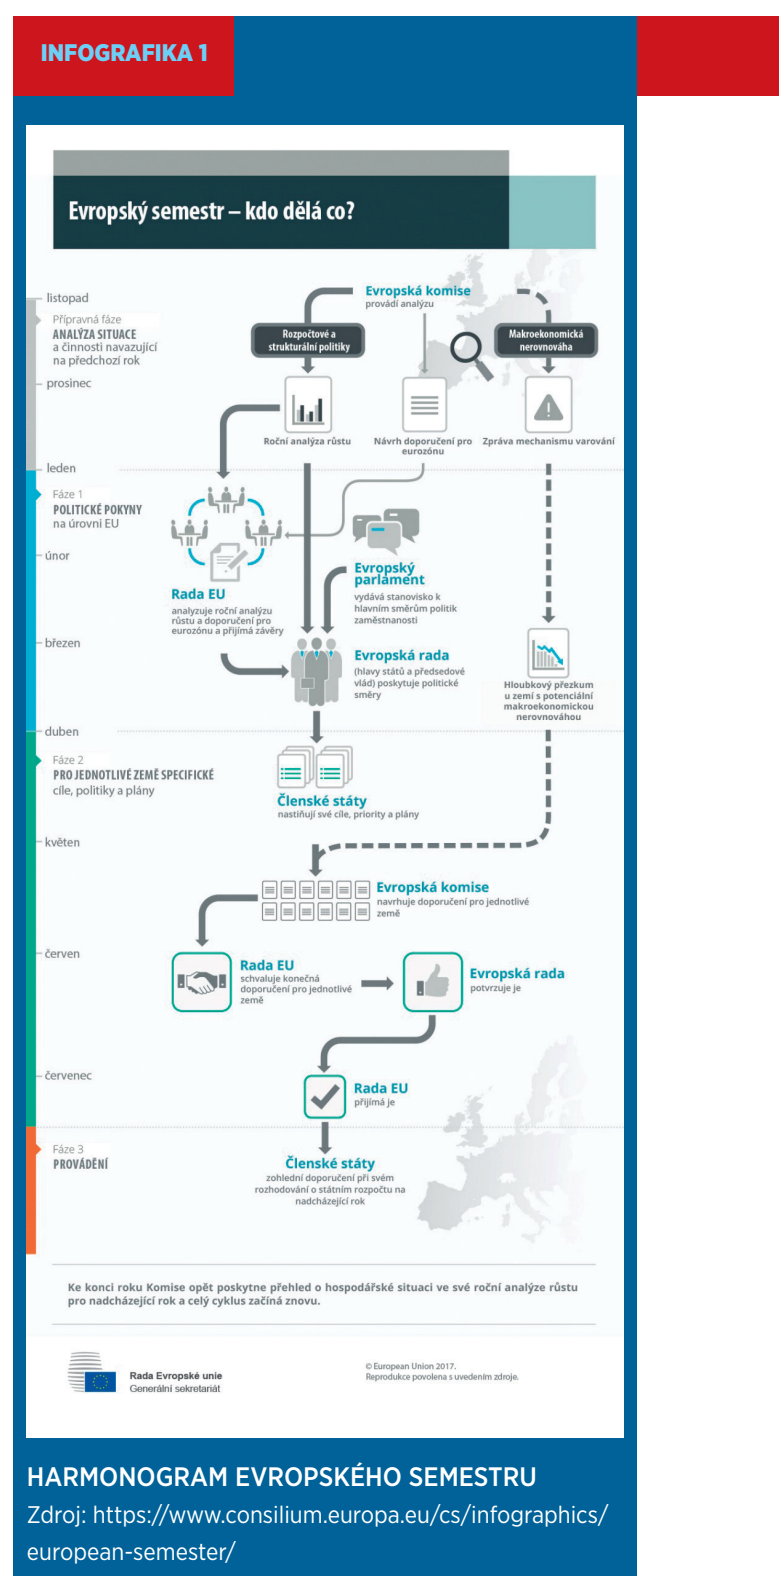 INFOGRAFIKA 1
Evropský semestr – kdo dělá co?
listopad
Přípravná fáze
ANALÝZA SITUACE
a činnosti navazující
na předchozí rok
prosinec
Evropská komise
provádí analýzu
Rozpočtové a
strukturální politiky
Makroekonomická
nerovnováha
Roční analýza růstu
Návrh doporučení pro
eurozónu
Zpráva mechanismu varování
leden
Fáze 1
POLITICKÉ POKYNY
na úrovni EU
únor
Rada EU
analyzuje roční analýzu
růstu a doporučení pro
eurozónu a přijímá závěry
Evropský
parlament
vydává stanovisko k
hlavním směrům politik
zaměstnanosti
březen
Evropská rada
(hlavy států a předsedové
vlád) poskytuje politické
směry
Hloubkový přezkum
u zemí s potenciální
makroekonomickou
nerovnováhou
duben
Fáze 2
PRO JEDNOTLIVÉ ZEMĚ SPECIFICKÉ
cíle, politiky a plány
Členské státy
nastiňují své cíle, priority a plány
květen
Evropská komise
navrhuje doporučení pro jednotlivé
země
červen
Rada EU
schvaluje konečná
doporučení pro jednotlivé
země
Evropská rada
potvrzuje je
červenec
Rada EU
přijímá je
Fáze 3
PROVÁDĚNÍ
Členské státy
zohlední doporučení při svém
rozhodování o státním rozpočtu na
nadcházející rok
Ke konci roku Komise opět poskytne přehled o hospodářské situaci ve své roční analýze růstu
pro nadcházející rok a celý cyklus začíná znovu.
Rada Evropské unie
Generální sekretariát
© European Union 2017.
Reprodukce povolena s uvedením zdroje.
HARMONOGRAM EVROPSKÉHO SEMESTRU
Zdroj: https://www.consilium.europa.eu/cs/infographics/
european-semester/